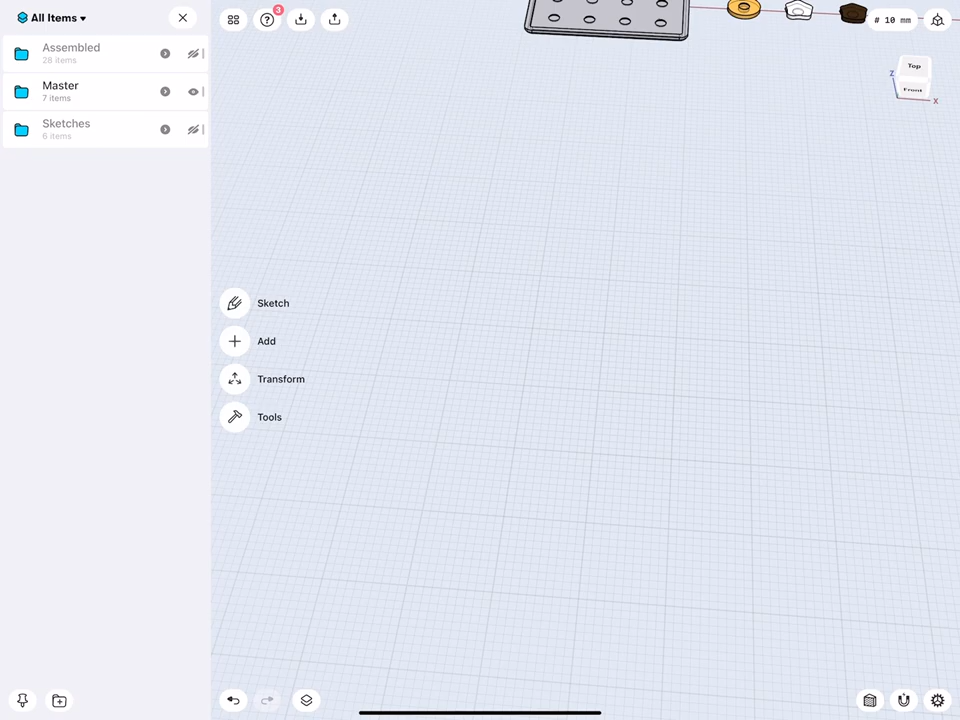 All Items
3
# 10 mm
Assembled
28 items
Top
Front
Z
X
Master
7 items
Sketches
6 items
Sketch
Add
Transform
Tools